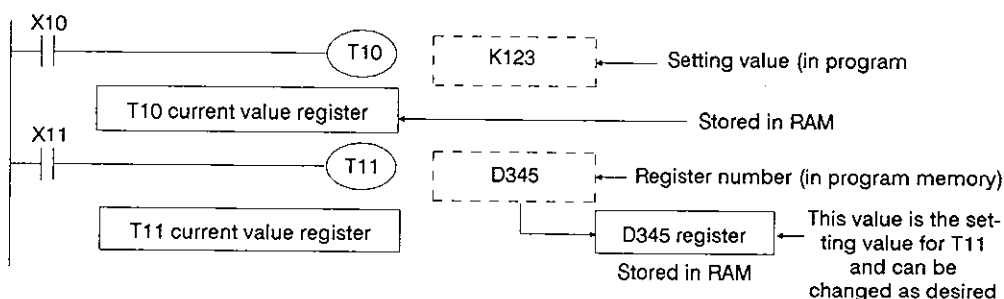 X10
T10
K123
Setting value (in program
T10 current value register
Stored in RAM
X11
T11
D345
Register number (in program memory)
T11 current value register
D345 register
This value is the set-
ting value for T11
and can be
changed as desired
Stored in RAM